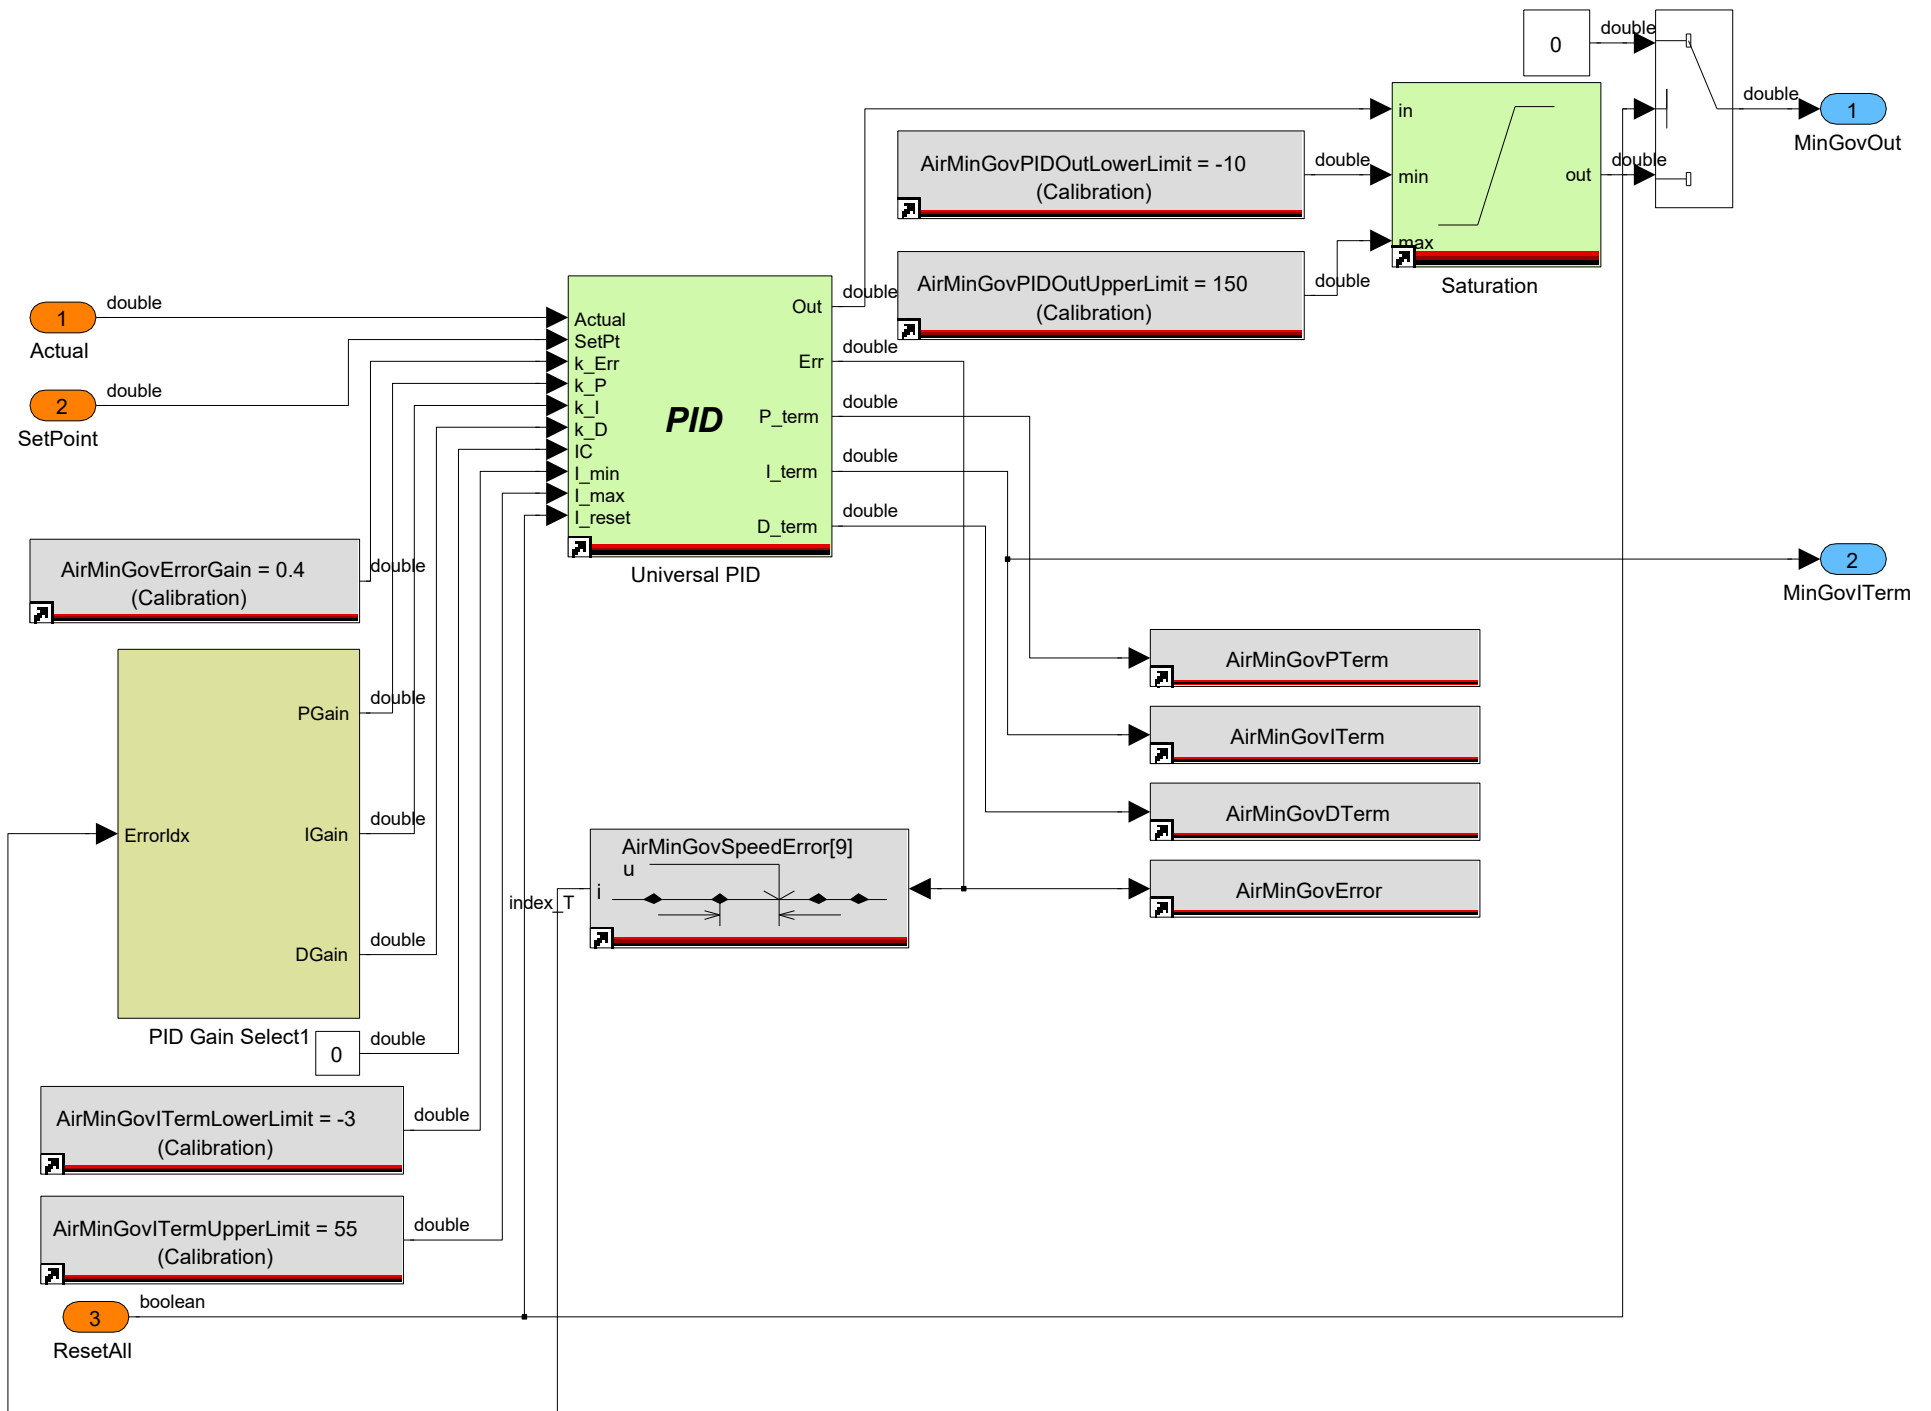 double
0
double
1
MinGovOut
in
min
max
out
double
Saturation
AirMinGovPIDOutLowerLimit = -10
(Calibration)
double
AirMinGovPIDOutUpperLimit = 150
(Calibration)
double
1
Actual
double
2
SetPoint
double
Actual
SetPt
k_Err
k_P
k_I
k_D
IC
I_min
I_max
I_reset
PID
Out
Err
P_term
I_term
D_term
double
double
double
double
double
Universal PID
2
MinGovITerm
AirMinGovErrorGain = 0.4
(Calibration)
double
ErrorIdx
PGain
IGain
DGain
double
double
double
PID Gain Select1
0
double
AirMinGovPTerm
AirMinGovITerm
AirMinGovDTerm
AirMinGovError
AirMinGovSpeedError[9]
u
i
index_T
AirMinGovITermLowerLimit = -3
(Calibration)
double
AirMinGovITermUpperLimit = 55
(Calibration)
double
3
ResetAll
boolean